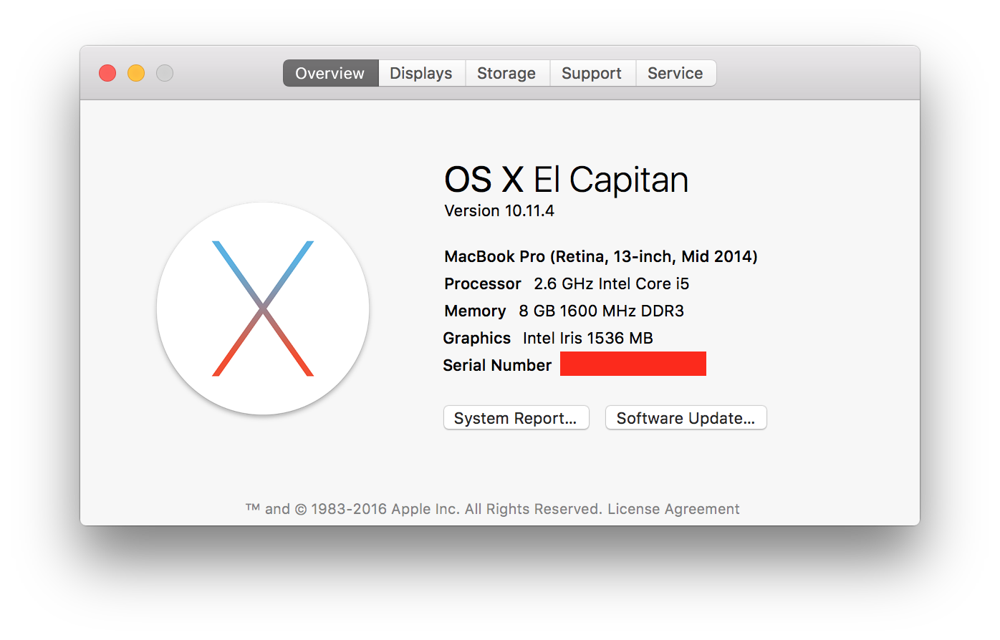 Overview Displays Storage Support Service
OS X El Capitan
Version 10.11.4
MacBook Pro (Retina, 13-inch, Mid 2014)
Processor 2.6 GHz Intel Core i5
Memory 8 GB 1600 MHz DDR3
Graphics Intel Iris 1536 MB
Serial Number
System Report... Software Update...
™ and © 1983-2016 Apple Inc. All Rights Reserved. License Agreement